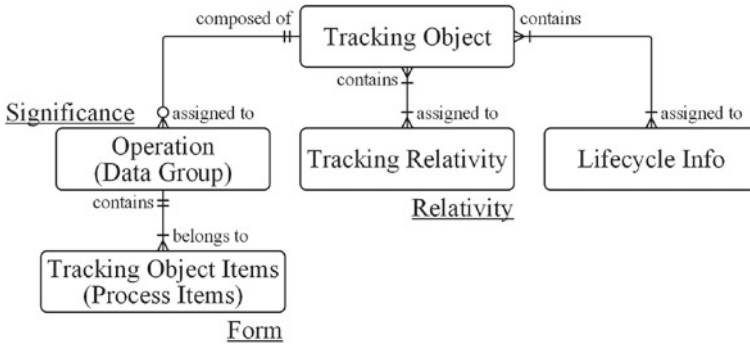 composed of
Tracking Object
contains
contains
Significance
assigned to
assigned to
assigned to
Operation
(Data Group)
Tracking Relativity
Lifecycle Info
contains
Relativity
belongs to
Tracking Object Items
(Process Items)
Form